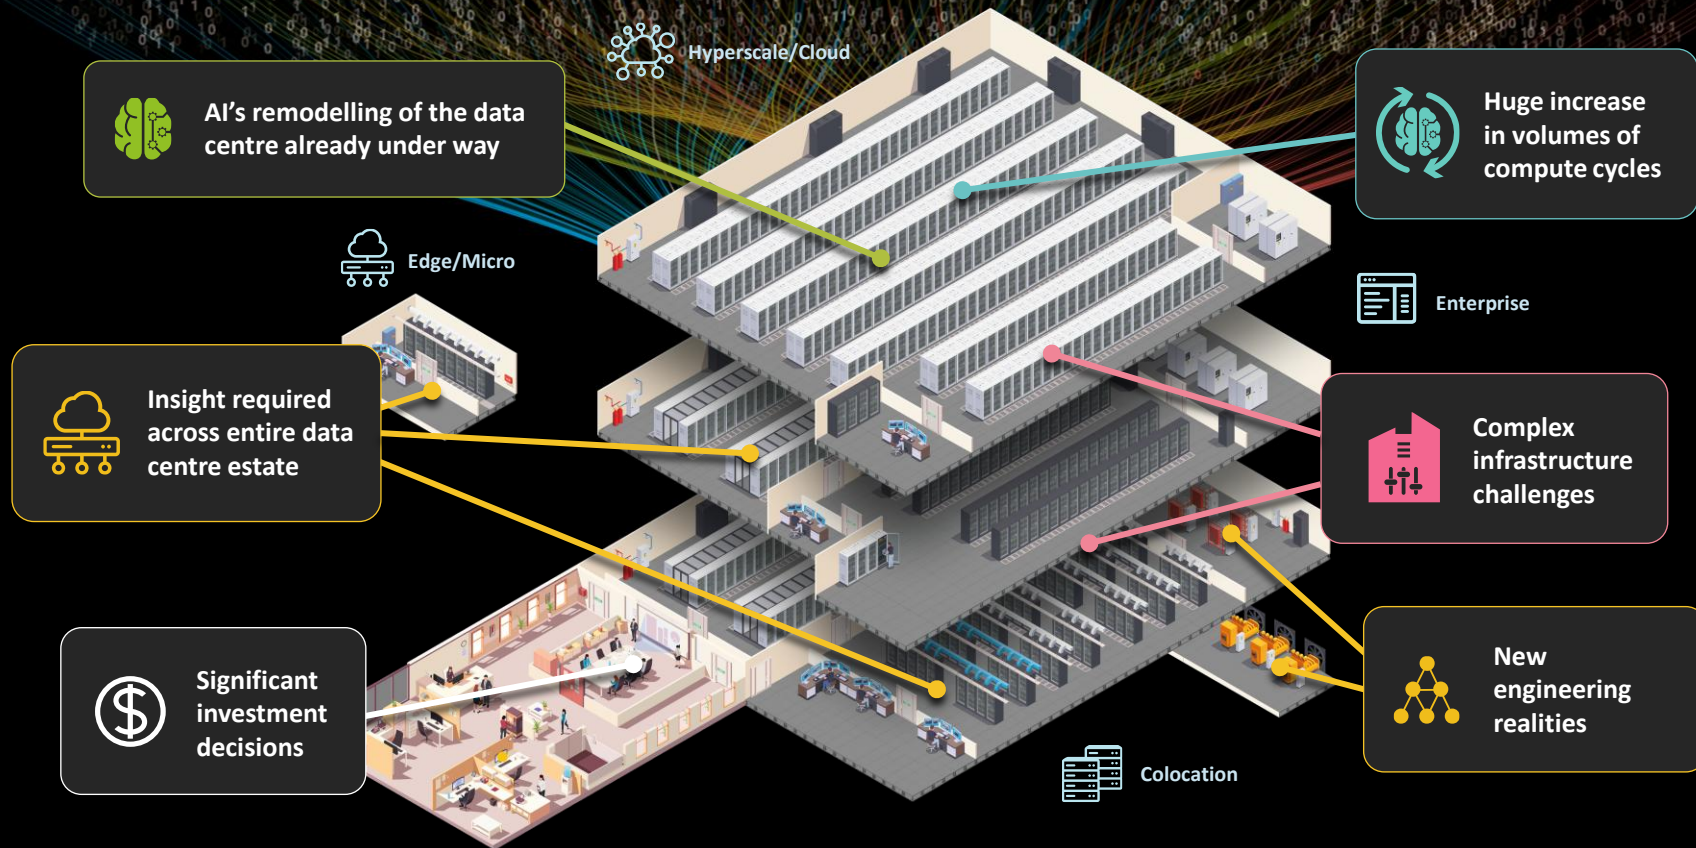 Hyperscale/Cloud
AI’s remodelling of the data
centre already under way
Huge increase
in volumes of
compute cycles
Edge/Micro
Enterprise
Insight required
across entire data
centre estate
Complex
infrastructure
challenges
Significant
investment
decisions
New
engineering
realities
Colocation